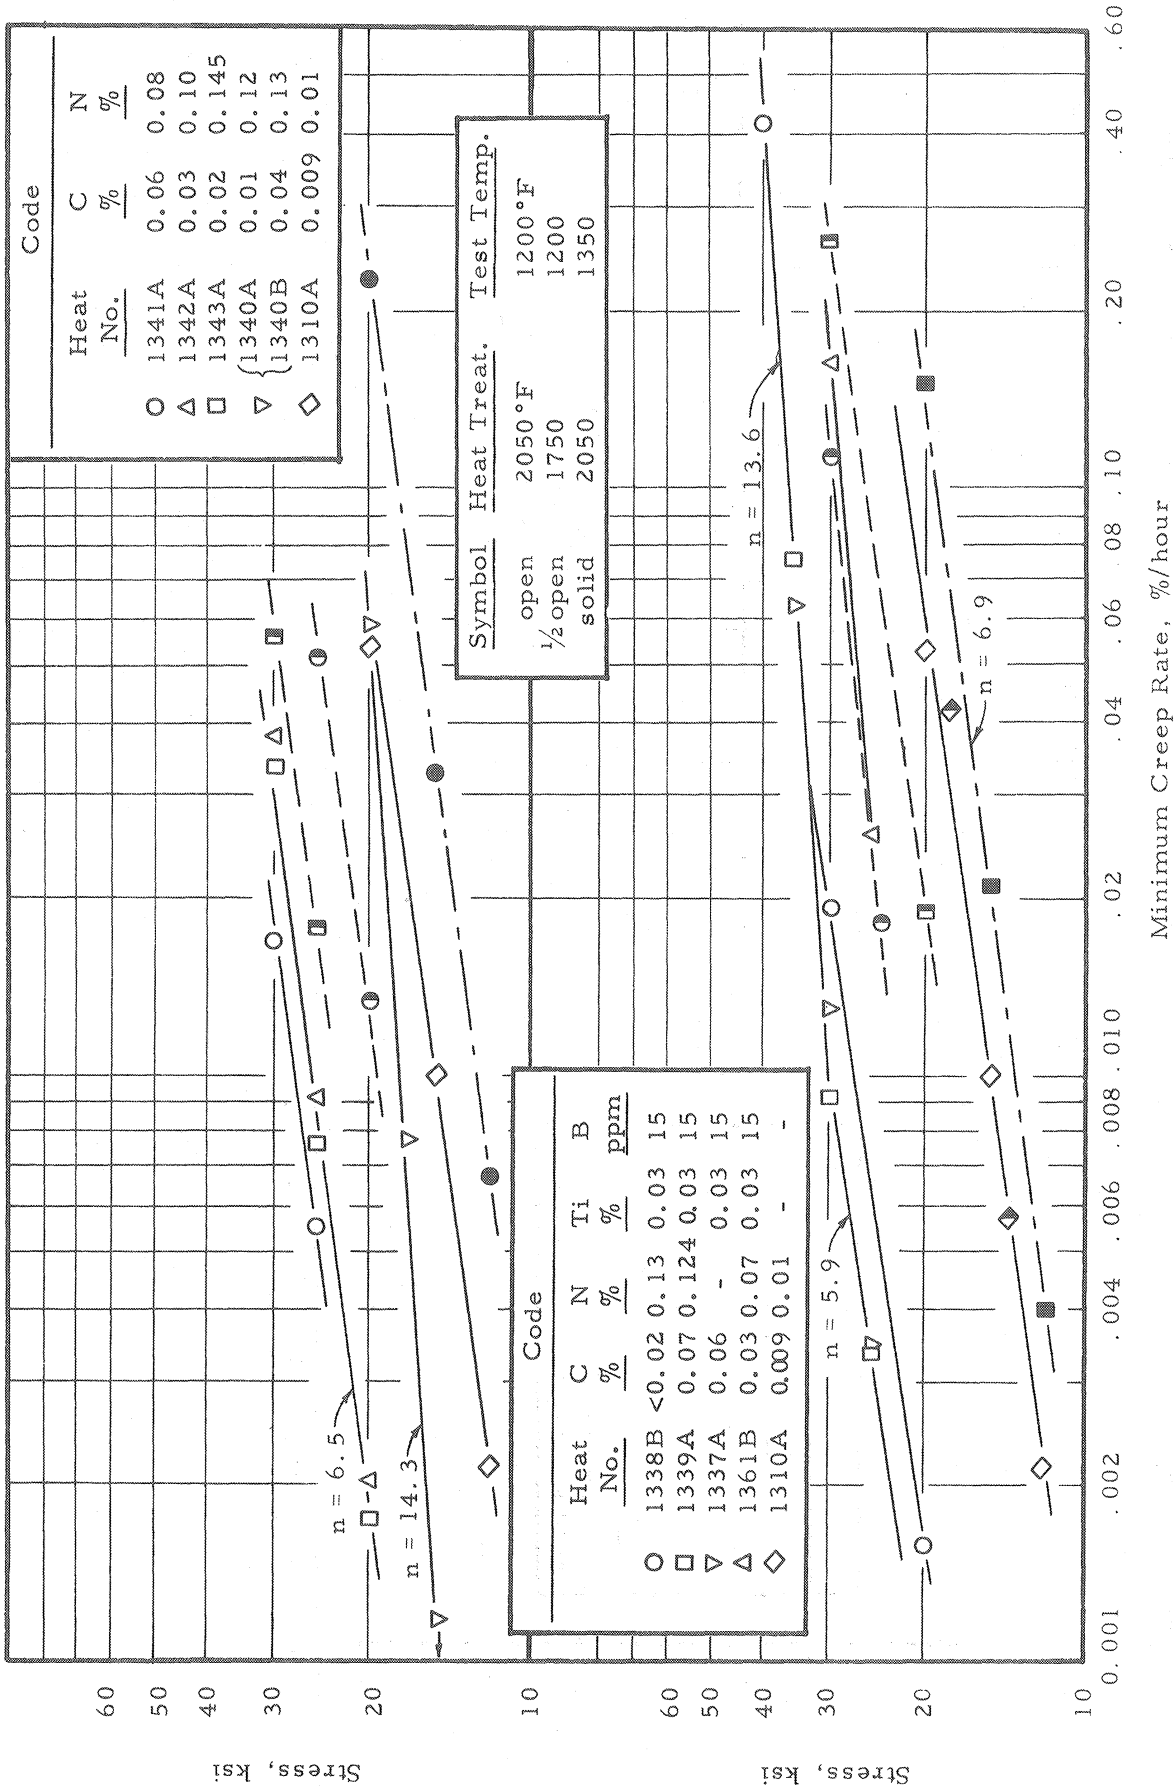 Code
Heat C N
No. % %
○ 1341A 0.06 0.08
△ 1342A 0.03 0.10
□ 1343A 0.02 0.145
▽ {1340A 0.01 0.12
1340B 0.04 0.13
◇ 1310A 0.009 0.01
60
50
40
30
20
10
Stress, ksi
n = 6.5
n = 14.3
Symbol Heat Treat. Test Temp.
open 2050°F 1200°F
1/2 open 1750 1200
solid 2050 1350
Code
Heat C N Ti B
No. % % % ppm
○ 1338B <0.02 0.13 0.03 15
□ 1339A 0.07 0.124 0.03 15
▽ 1337A 0.06 - 0.03 15
△ 1361B 0.03 0.07 0.03 15
◇ 1310A 0.009 0.01 - -
n = 13.6
n = 5.9
n = 6.9
60
50
40
30
20
10
Stress, ksi
0.001 .002 .004 .006 .008 .010 .02 .04 .06 .08 .10 .20 .40 .60
Minimum Creep Rate, %/hour